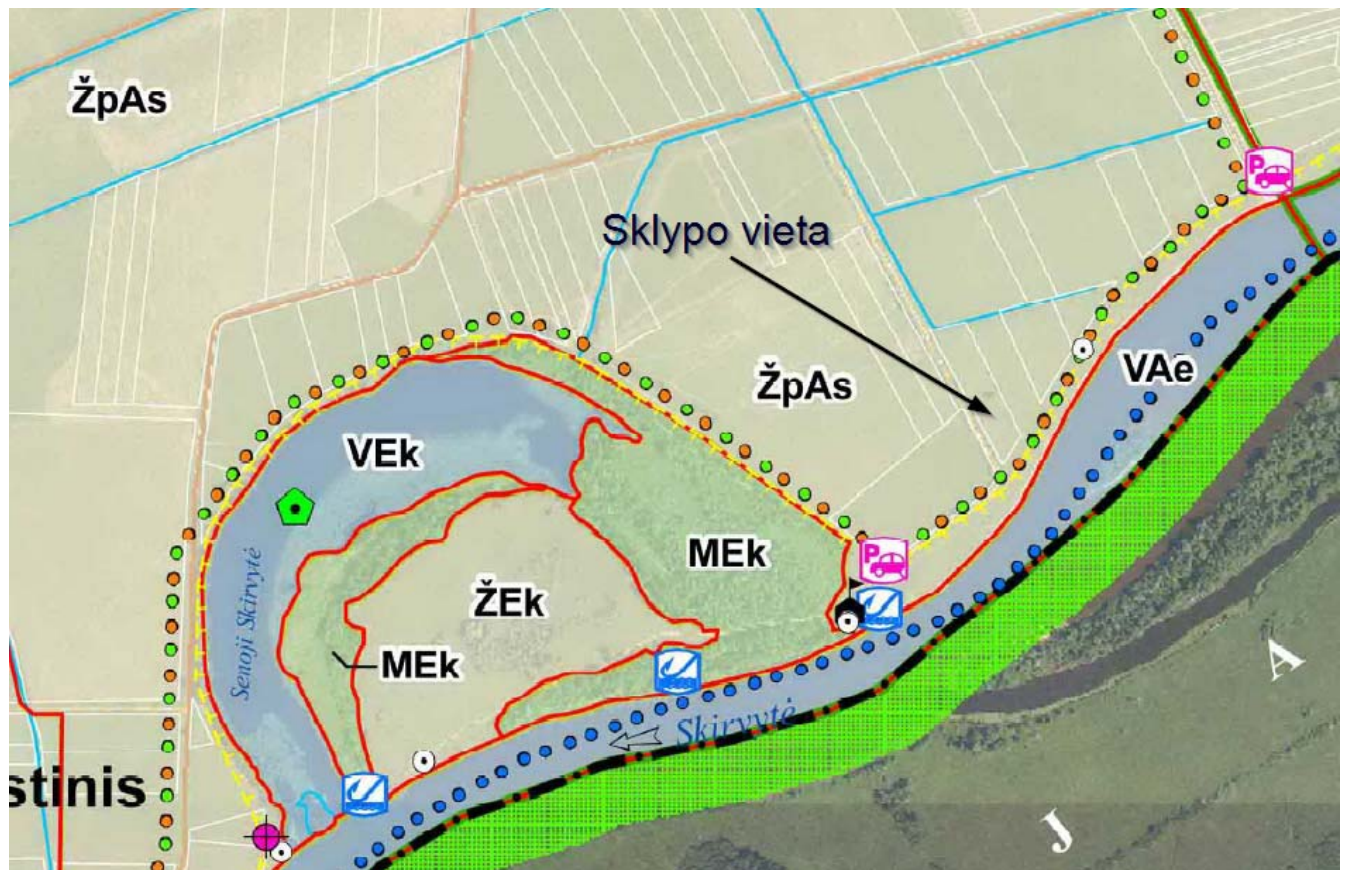 ŽpAs
P
Sklypo vieta
ŽpAs
VAe
VEk
MEk
P
ŽEk
Senoji Skirvytė
MEk
A
Skirvytė
stinis
J